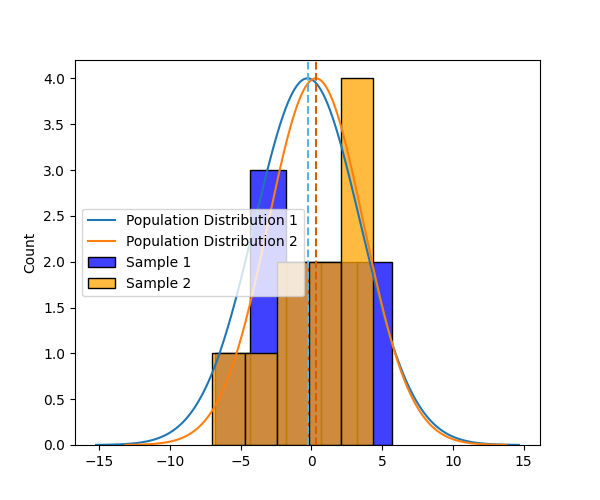 4.0
3.5
3.0
2.5
2.0
1.5
1.0
0.5
0.0
Count
Population Distribution 1
Population Distribution 2
Sample 1
Sample 2
−15 −10 −5 0 5 10 15